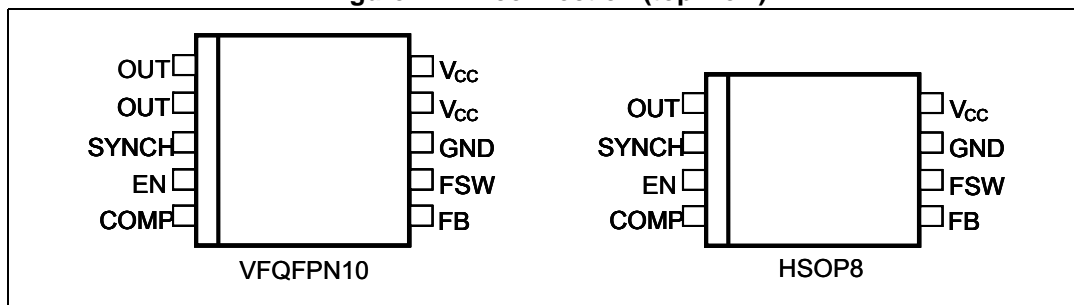 OUT
OUT
SYNCH
EN
COMP
VCC
VCC
GND
FSW
FB
VFQFPN10
OUT
SYNCH
EN
COMP
VCC
GND
FSW
FB
HSOP8